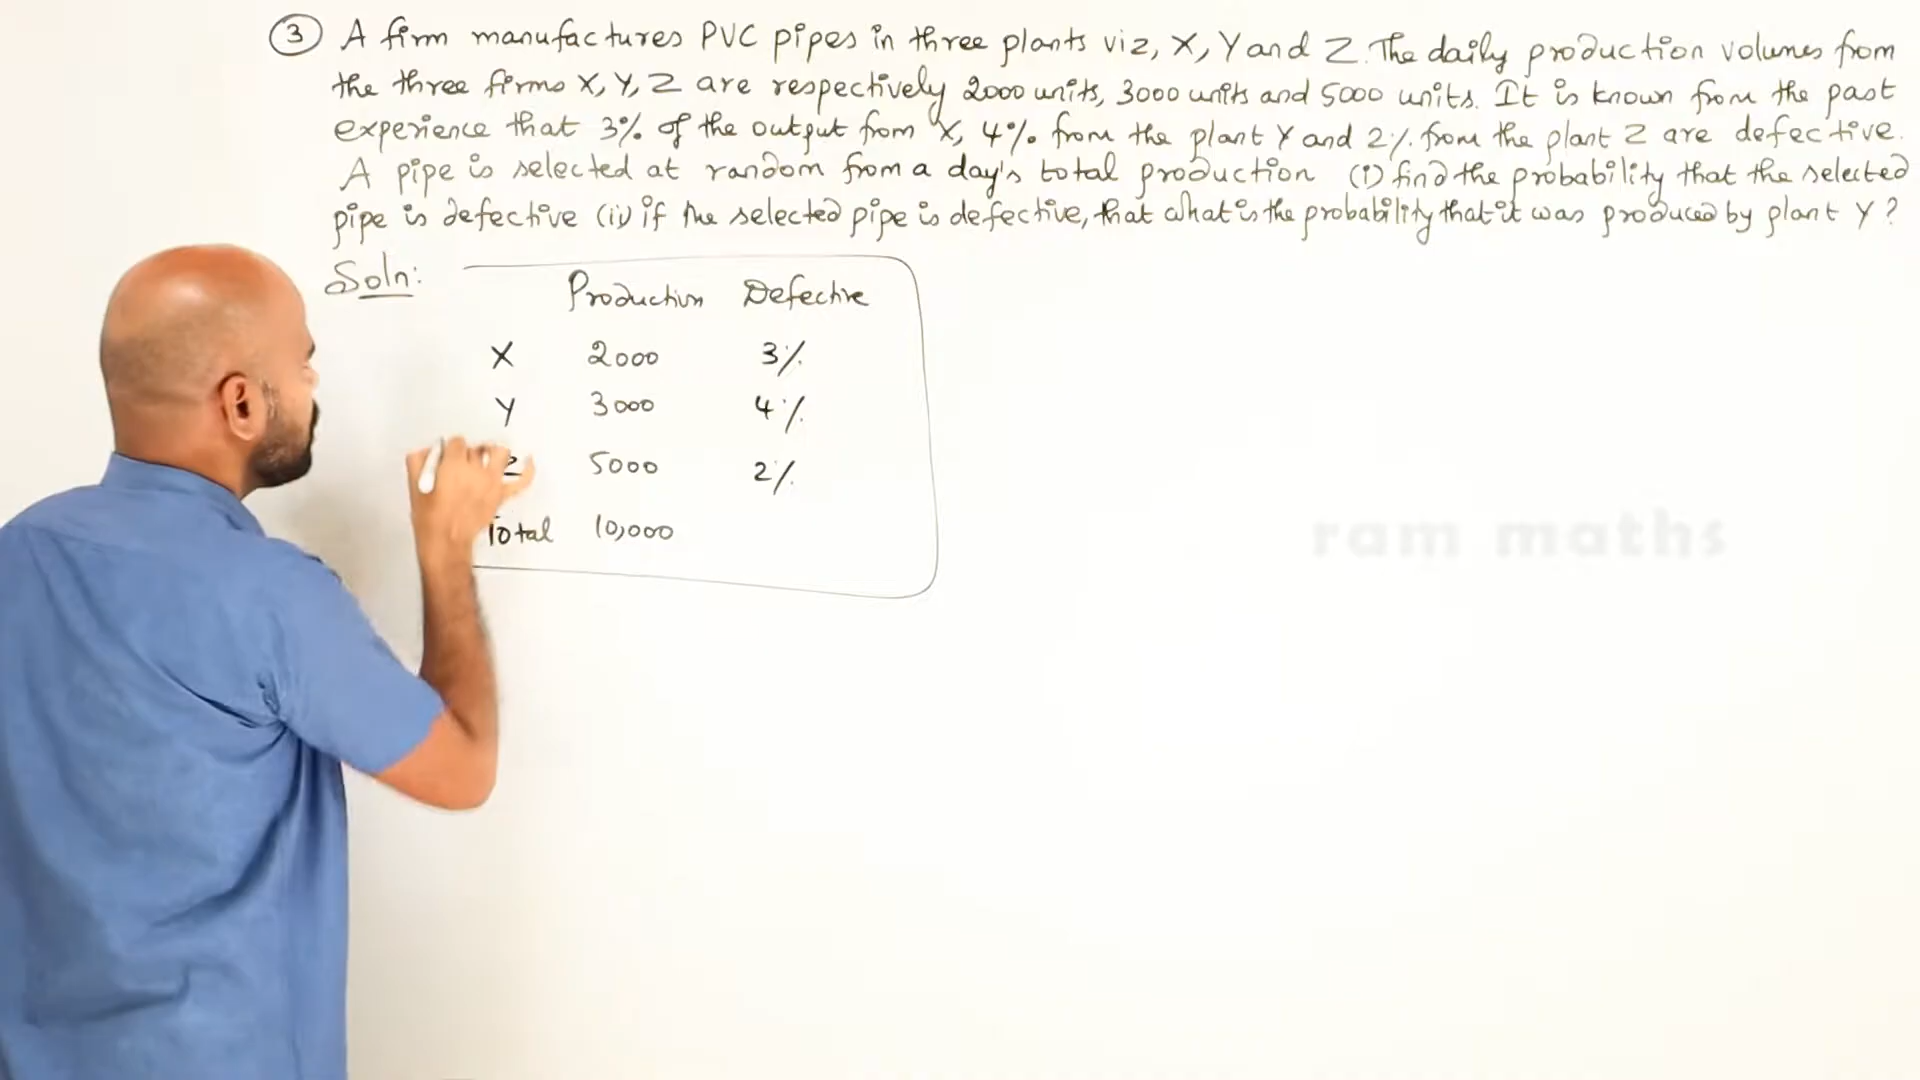 3 A firm manufactures PVC pipes in three plants viz, X, Y and Z. The daily production volumes from
the three firms X, Y, Z are respectively 2000 units, 3000 units and 5000 units. It is known from the past
experience that 3% of the output from X, 4% from the plant Y and 2% from the plant Z are defective.
A pipe is selected at random from a day's total production (i) find the probability that the selected
pipe is defective (ii) if the selected pipe is defective, that what is the probability that it was produced by plant Y?
Soln:
Production Defective
X 2000 3%
Y 3000 4%
Z 5000 2%
Total 10,000
ram maths